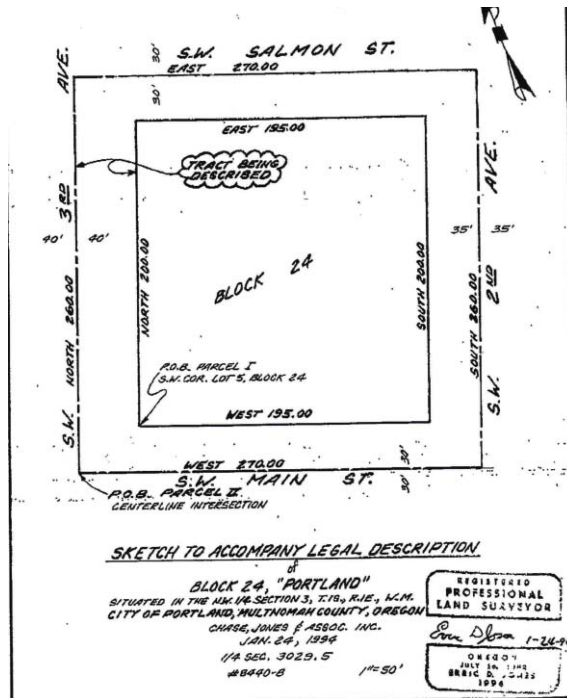 S.W. SALMON ST.
EAST 270.00
30'
30'
AVE.
3RD
S.W. NORTH 260.00
40' 40'
EAST 195.00
TRACT BEING
DESCRIBED
NORTH 200.00
BLOCK 24
SOUTH 200.00
35' 35'
AVE.
2ND
S.W.
SOUTH 260.00
P.O.B. PARCEL I
S.W. COR. LOT 5, BLOCK 24
WEST 195.00
WEST 270.00
30'
30'
S.W. MAIN ST.
P.O.B. PARCEL II
CENTERLINE INTERSECTION
SKETCH TO ACCOMPANY LEGAL DESCRIPTION
of
BLOCK 24, "PORTLAND"
SITUATED IN THE N.W. 1/4 SECTION 3, T.1S., R.1E., W.M.
CITY OF PORTLAND, MULTNOMAH COUNTY, OREGON
CHASE, JONES & ASSOC. INC.
JAN. 24, 1994
1/4 SEC. 3029.5
#8440-B
1"=50'
REGISTERED
PROFESSIONAL
LAND SURVEYOR
1-24-9
OREGON
JULY
1994